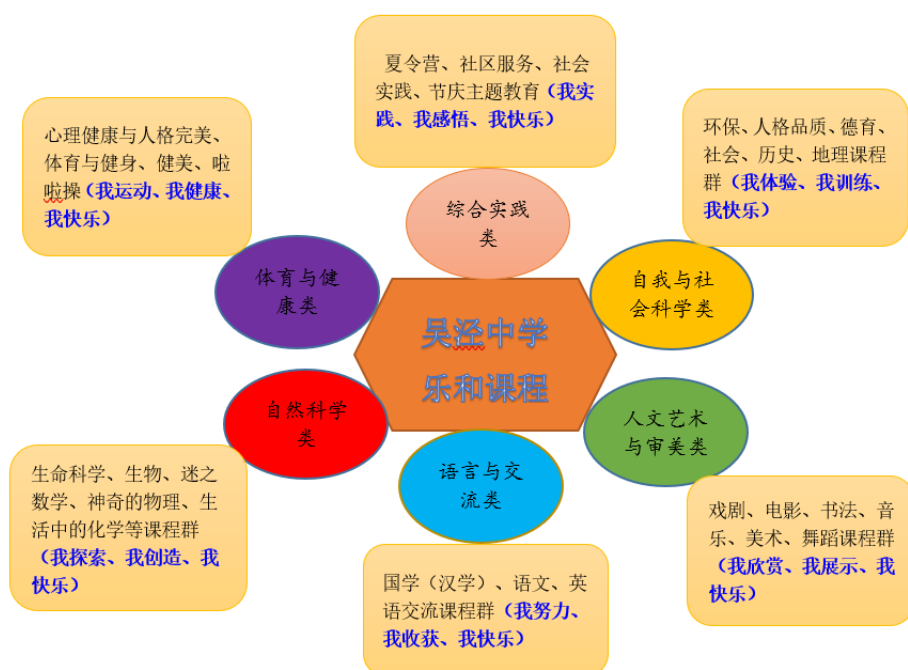 夏令营、社区服务、社会
实践、节庆主题教育（我实
践、我感悟、我快乐）
综合实践
类
心理健康与人格完美、
体育与健身、健美、啦
啦操（我运动、我健康、
我快乐）
体育与健
康类
环保、人格品质、德育、
社会、历史、地理课程
群（我体验、我训练、
我快乐）
自我与社
会科学类
吴泾中学
乐和课程
自然科学
类
生命科学、生物、迷之
数学、神奇的物理、生
活中的化学等课程群
（我探索、我创造、我
快乐）
语言与交
流类
国学（汉学）、语文、英
语交流课程群（我努力、
我收获、我快乐）
人文艺术
与审美类
戏剧、电影、书法、音
乐、美术、舞蹈课程群
（我欣赏、我展示、我
快乐）